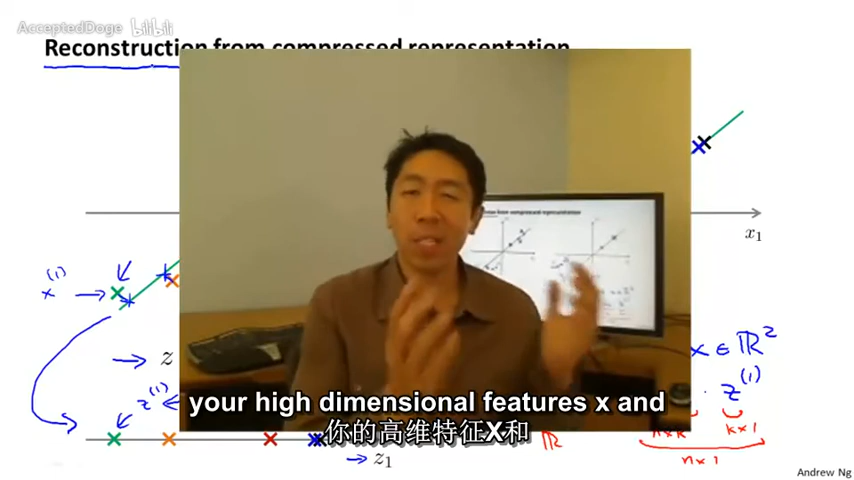 AcceptedDoge bilibili
Reconstruction from compressed representation
x₁
x⁽¹⁾
x ∈ ℝ²
z
z⁽¹⁾
· z⁽¹⁾
your high dimensional features x and
你的高维特征X和
n×k k×1
ℝ
z₁
n×1
Andrew Ng